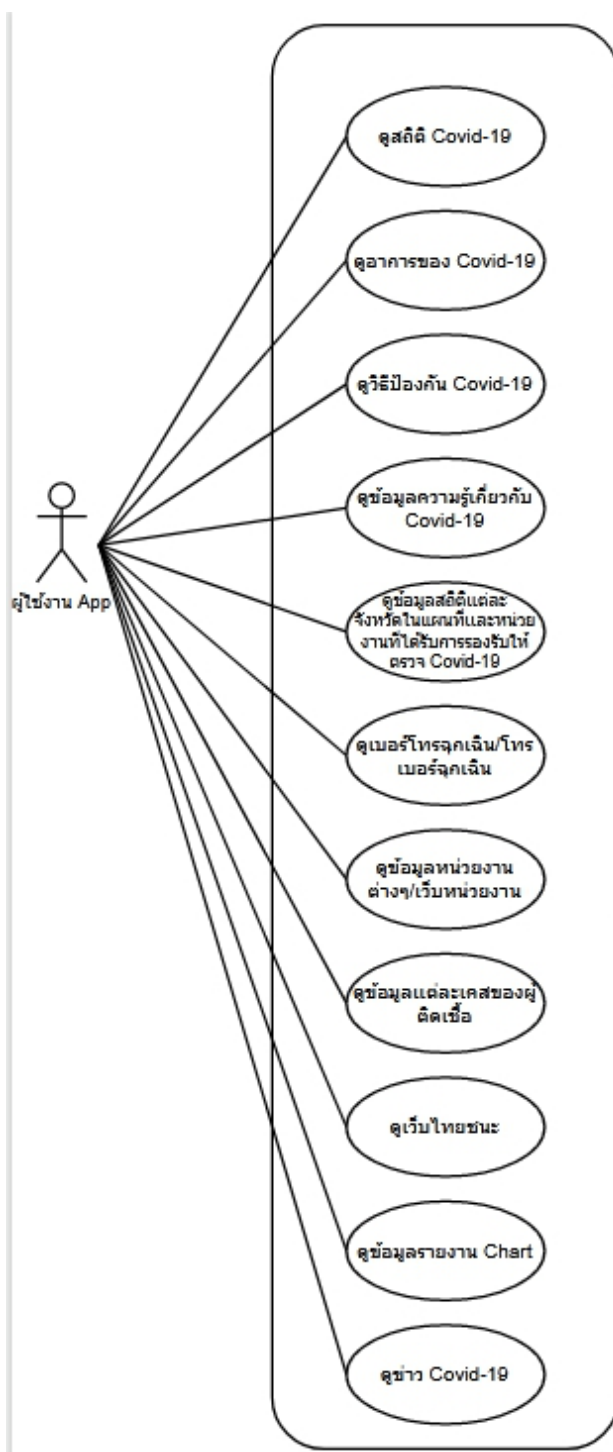 ดูสถิติ Covid-19
ดูอาการของ Covid-19
ดูวิธีป้องกัน Covid-19
ดูข้อมูลความรู้เกี่ยวกับ
Covid-19
ผู้ใช้งาน App
ดูข้อมูลสถิติแต่ละ
จังหวัดในแผนที่และหน่วย
งานที่ได้รับการรองรับให้
ตรวจ Covid-19
ดูเบอร์โทรฉุกเฉิน/โทร
เบอร์ฉุกเฉิน
ดูข้อมูลหน่วยงาน
ต่างๆ/เว็บหน่วยงาน
ดูข้อมูลแต่ละเคสของผู้
ติดเชื้อ
ดูเว็บไทยชนะ
ดูข้อมูลรายงาน Chart
ดูข่าว Covid-19